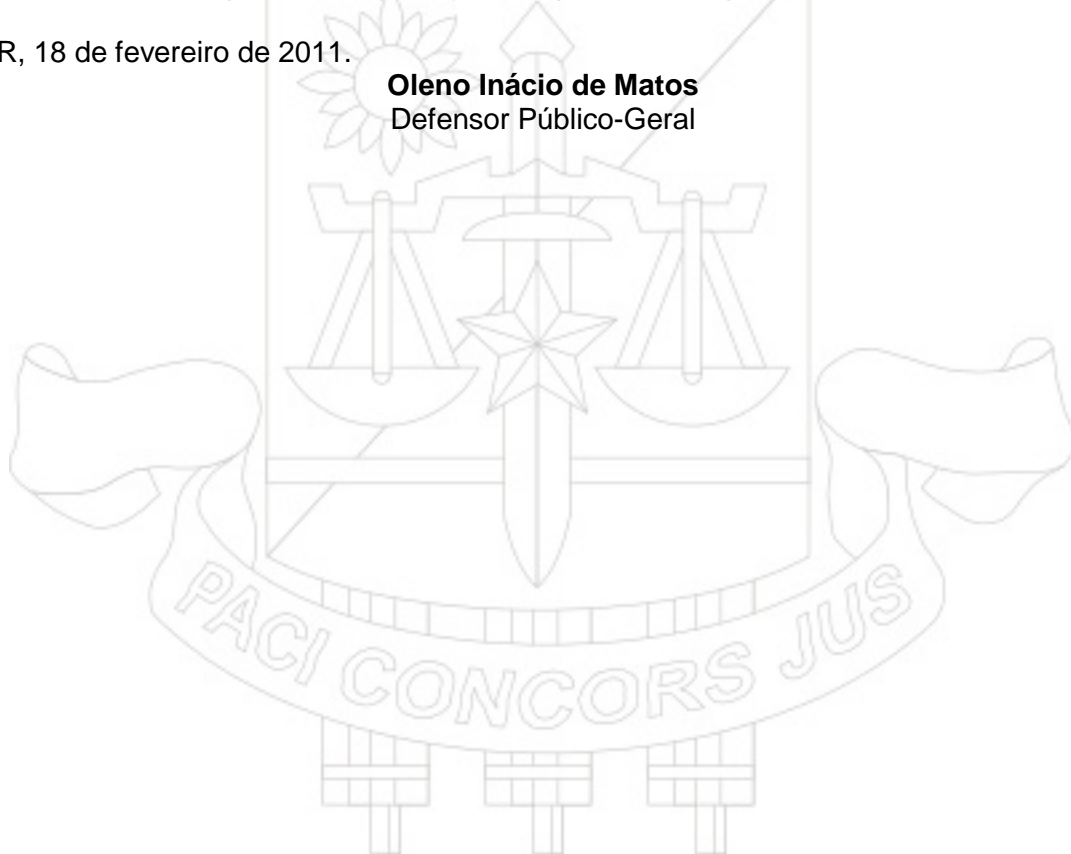 R, 18 de fevereiro de 2011.
Oleno Inácio de Matos
Defensor Público-Geral
PACI CONCORS JUS